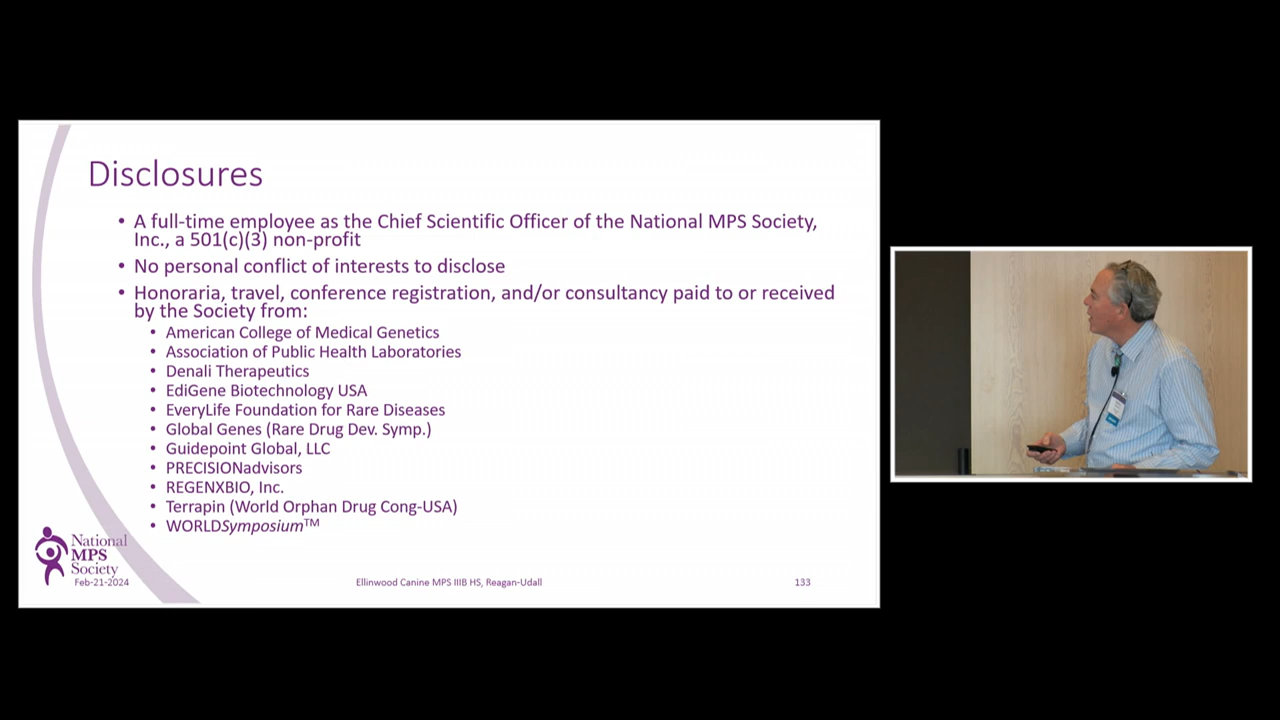 Disclosures
• A full-time employee as the Chief Scientific Officer of the National MPS Society,
Inc., a 501(c)(3) non-profit
• No personal conflict of interests to disclose
• Honoraria, travel, conference registration, and/or consultancy paid to or received
by the Society from:
• American College of Medical Genetics
• Association of Public Health Laboratories
• Denali Therapeutics
• EdiGene Biotechnology USA
• EveryLife Foundation for Rare Diseases
• Global Genes (Rare Drug Dev. Symp.)
• Guidepoint Global, LLC
• PRECISIONadvisors
• REGENXBIO, Inc.
• Terrapin (World Orphan Drug Cong-USA)
• WORLDSymposium™
National
MPS
Society
Feb-21-2024
Ellinwood Canine MPS IIIB HS, Reagan-Udall
133